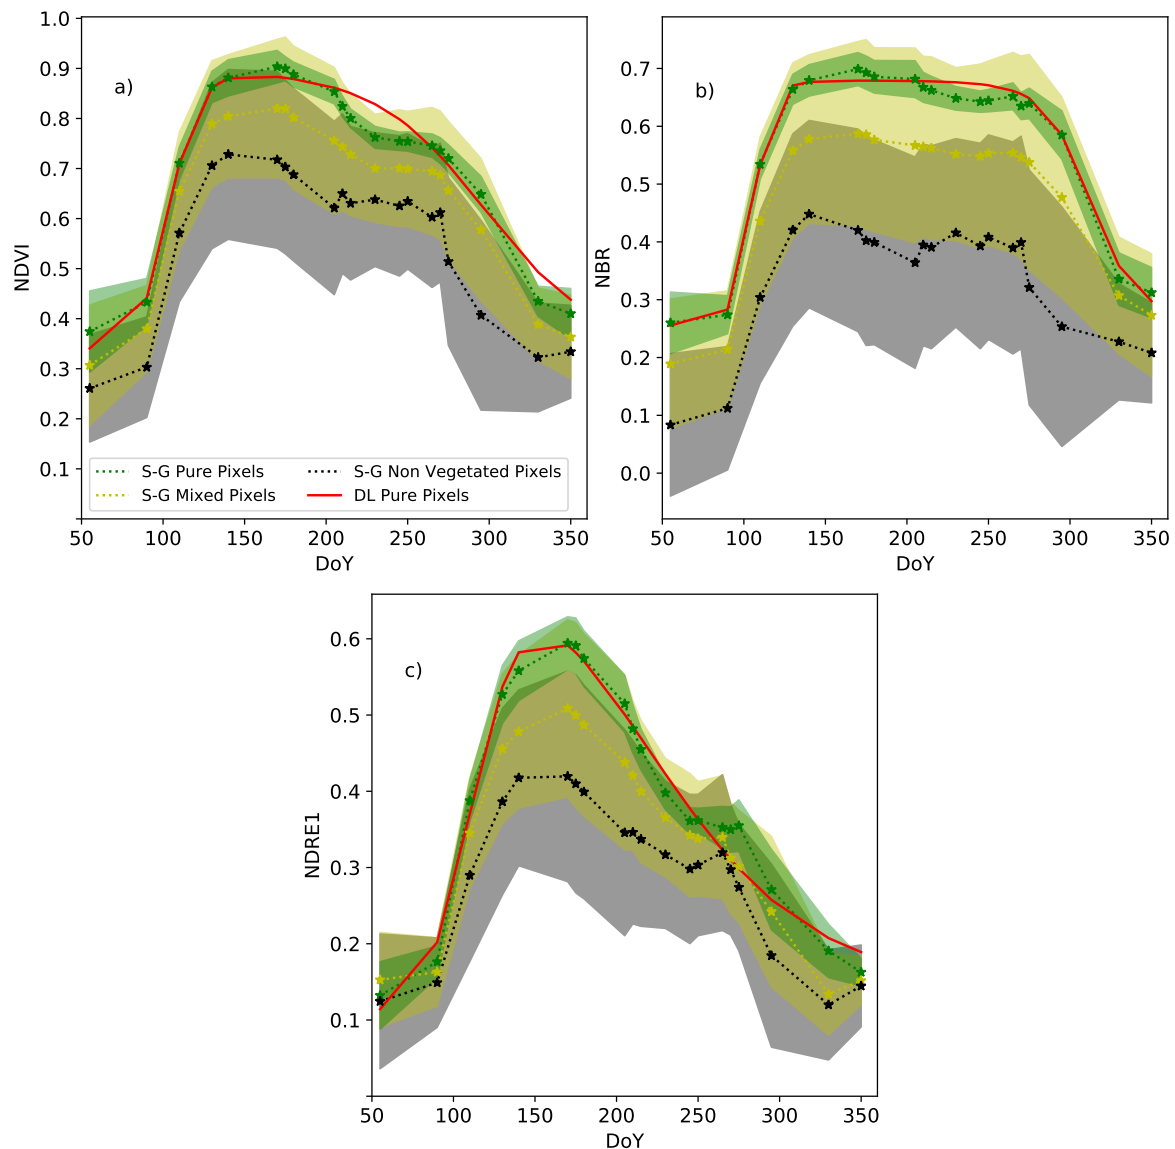 a)
NDVI
1.0
0.9
0.8
0.7
0.6
0.5
0.4
0.3
0.2
0.1
S-G Pure Pixels
S-G Mixed Pixels
S-G Non Vegetated Pixels
DL Pure Pixels
50 100 150 200 250 300 350
DoY
b)
NBR
0.7
0.6
0.5
0.4
0.3
0.2
0.1
0.0
50 100 150 200 250 300 350
DoY
c)
NDRE1
0.6
0.5
0.4
0.3
0.2
0.1
50 100 150 200 250 300 350
DoY